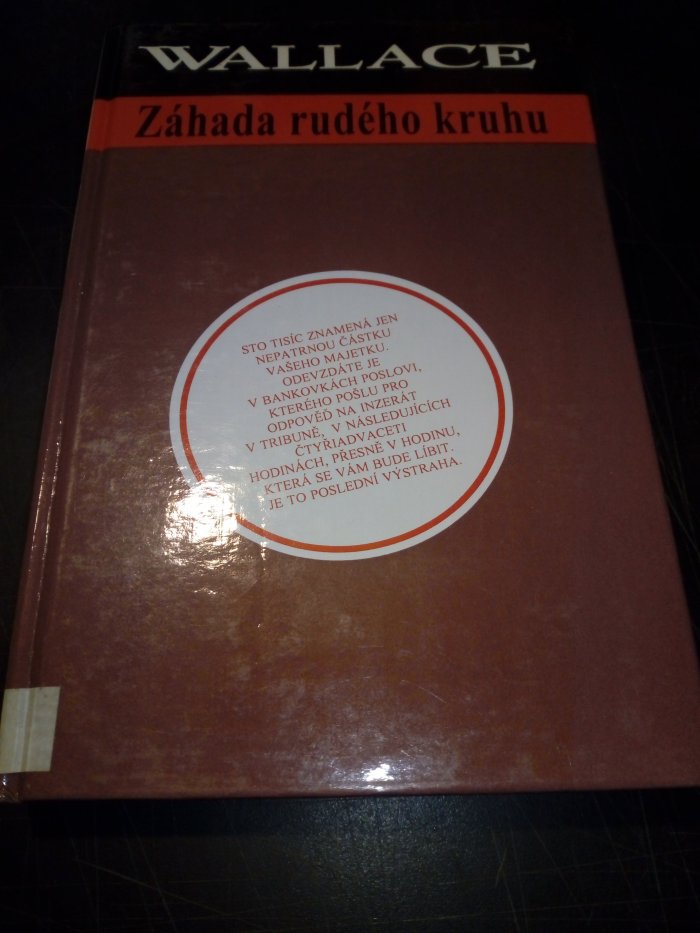 WALLACE
Záhada rudého kruhu
STO TISÍC ZNAMENÁ JEN
NEPATRNOU ČÁSTKU
VAŠEHO MAJETKU.
ODEVZDÁTE JE
V BANKOVKÁCH POSLOVI,
KTERÉHO POŠLU PRO
ODPOVĚĎ NA INZERÁT
V TRIBUNĚ, V NÁSLEDUJÍCÍCH
ČTYŘIADVACETI
HODINÁCH, PŘESNĚ V HODINU,
KTERÁ SE VÁM BUDE LÍBIT.
JE TO POSLEDNÍ VÝSTRAHA.